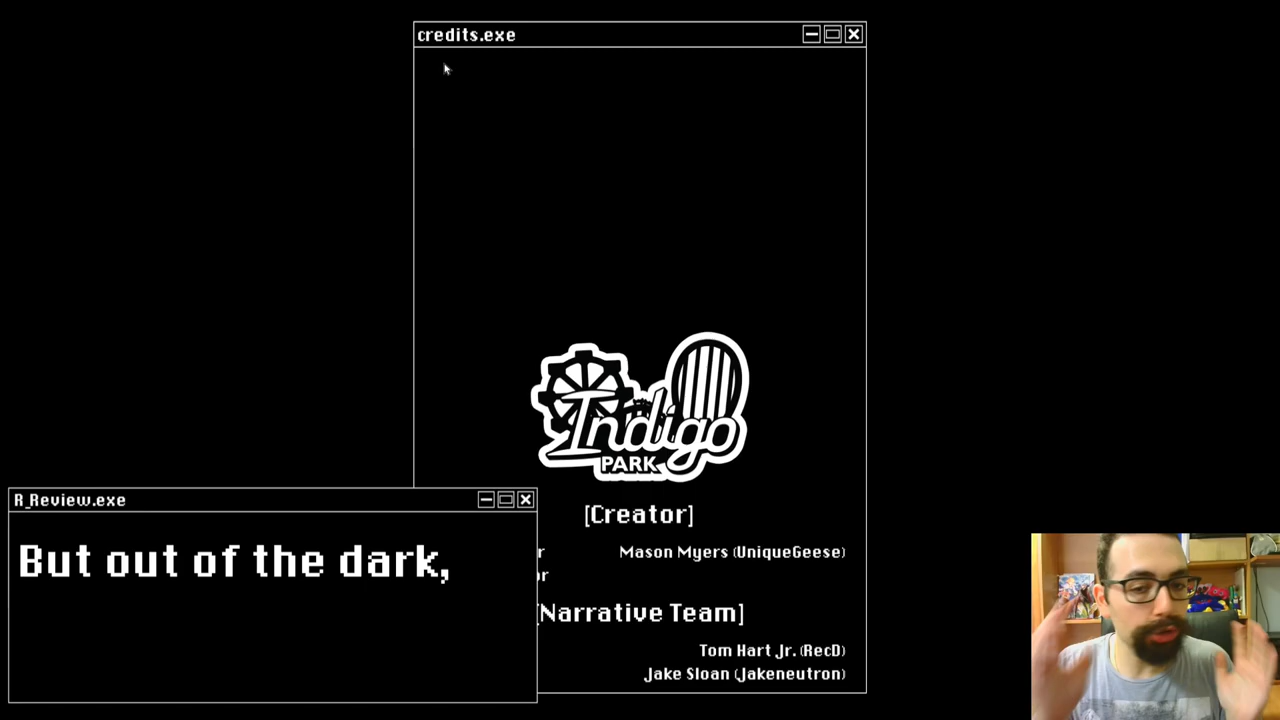 credits.exe
Indigo
PARK
[Creator]
r
Mason Myers (UniqueGeese)
or
[Narrative Team]
Tom Hart Jr. (RecD)
Jake Sloan (Jakeneutron)
R_Review.exe
But out of the dark,